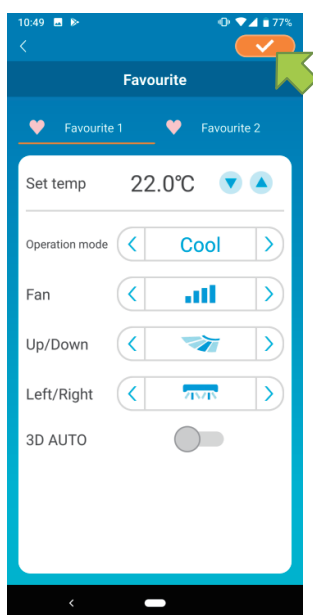 10:49 77%
Favourite
Favourite 1 Favourite 2
Set temp 22.0℃
Operation mode Cool
Fan
Up/Down
Left/Right
3D AUTO